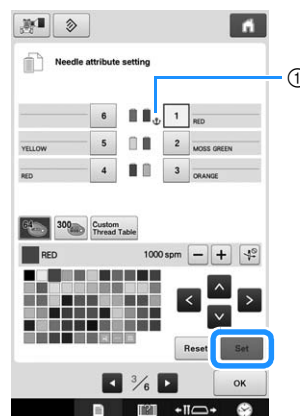 Needle attribute setting
①
6 1 RED
YELLOW 5 2 MOSS GREEN
RED 4 3 ORANGE
64 300 Custom
Thread Table
RED 1000 spm − +
Reset Set
3/6 OK